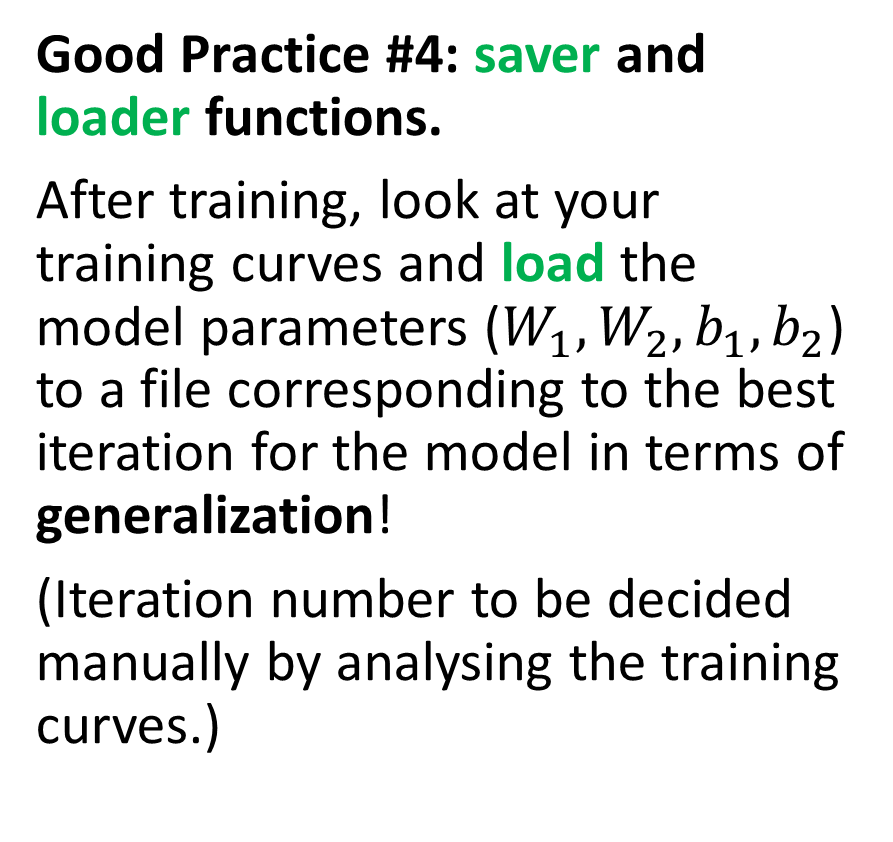 Good Practice #4: saver and
loader functions.
After training, look at your
training curves and load the
model parameters (W₁, W₂, b₁, b₂)
to a file corresponding to the best
iteration for the model in terms of
generalization!
(Iteration number to be decided
manually by analysing the training
curves.)